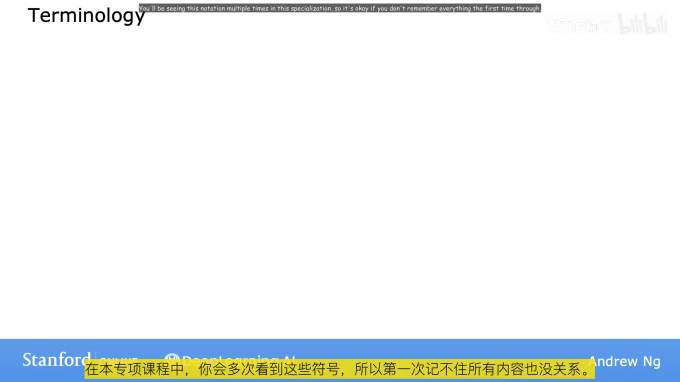 Terminology
You'll be seeing this notation multiple times in this specialization, so it's okay if you don't remember everything the first time through.
bilibili
Stanford
DeepLearning.AI
Andrew Ng
在本专项课程中，你会多次看到这些符号，所以第一次记不住所有内容也没关系。